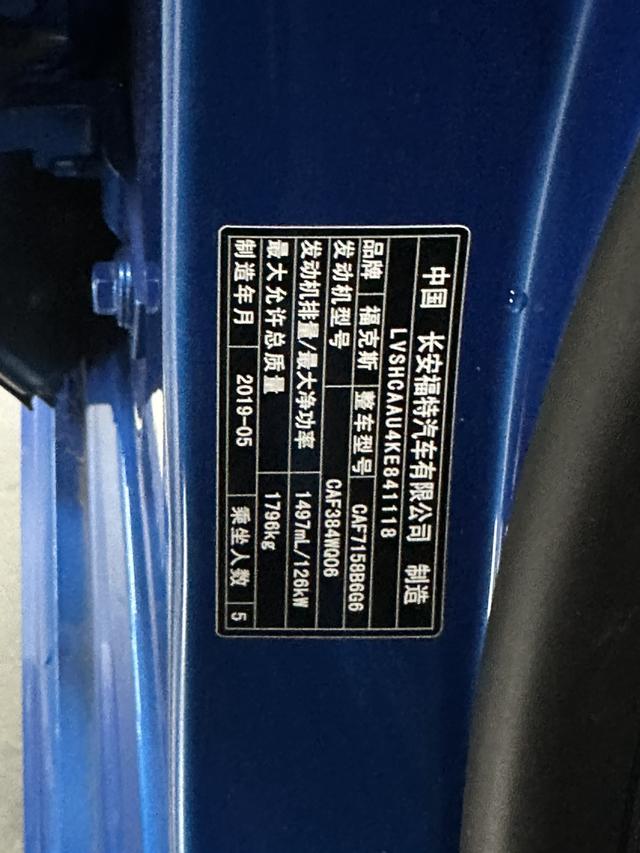 中国 长安福特汽车有限公司 制造
LVSHCAAU4KE841118
品牌 福克斯 整车型号 CAF7158B6G6
发动机型号 CAF384WQ06
发动机排量/最大净功率 1497mL/126kW
最大允许总质量 1796kg
制造年月 2019-05 乘坐人数 5